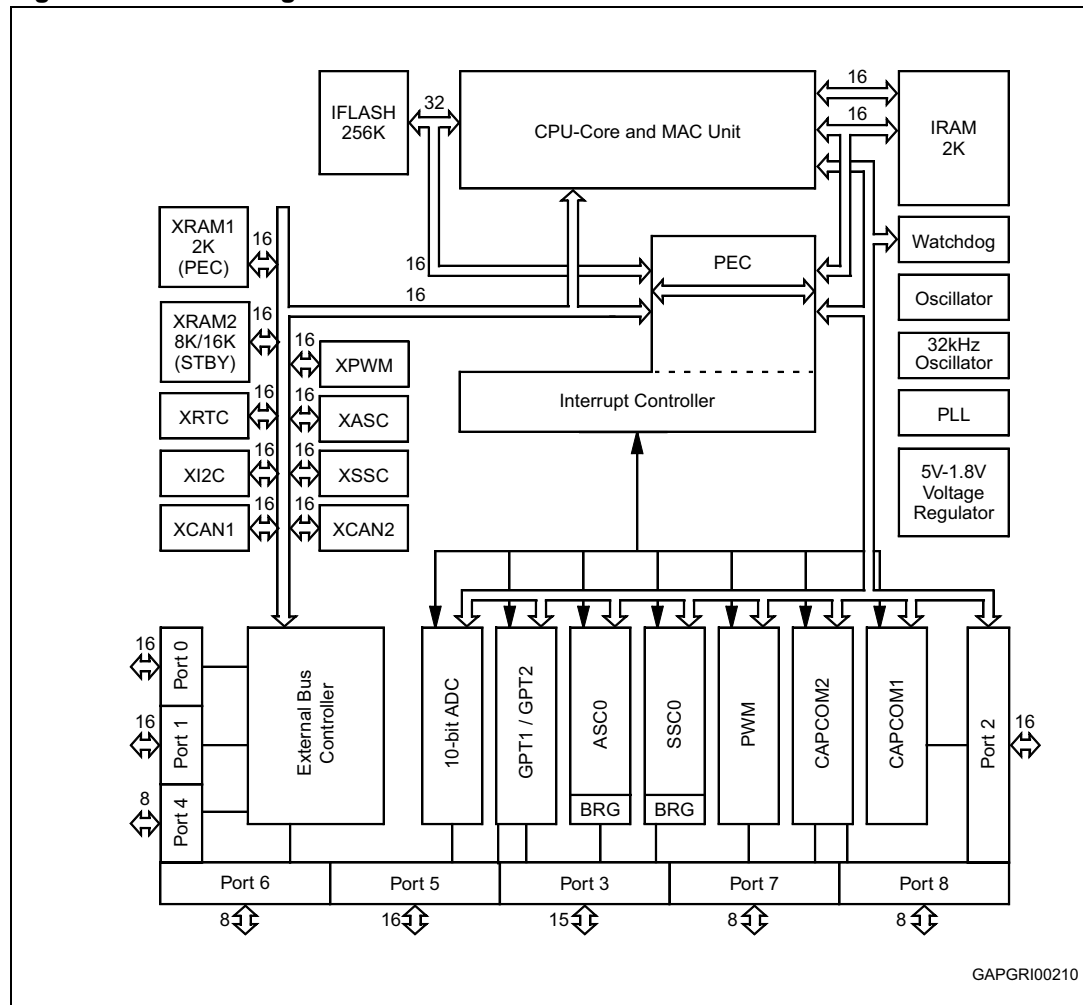 IFLASH
256K
32
CPU-Core and MAC Unit
16
16
IRAM
2K
XRAM1
2K
(PEC)
16
16
16
PEC
Watchdog
Oscillator
32kHz
Oscillator
PLL
5V-1.8V
Voltage
Regulator
XRAM2
8K/16K
(STBY)
16
16
XPWM
XRTC
16
16
XASC
Interrupt Controller
XI2C
16
16
XSSC
XCAN1
16
16
XCAN2
16
Port 0
16
Port 1
8
Port 4
External Bus
Controller
10-bit ADC
GPT1 / GPT2
ASC0
BRG
SSC0
BRG
PWM
CAPCOM2
CAPCOM1
Port 2
16
Port 6
Port 5
Port 3
Port 7
Port 8
8
16
15
8
8
GAPGRI00210